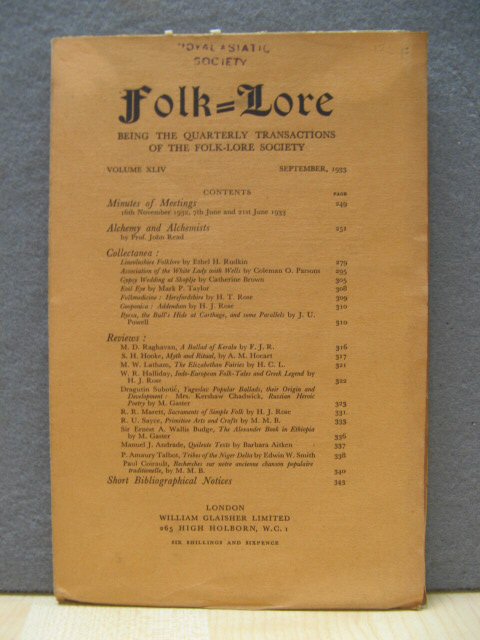 ROYAL ASIATIC
SOCIETY
Folk=Lore
BEING THE QUARTERLY TRANSACTIONS
OF THE FOLK-LORE SOCIETY
VOLUME XLIV SEPTEMBER, 1933
CONTENTS
PAGE
Minutes of Meetings 249
16th November 1932, 7th June and 21st June 1933
Alchemy and Alchemists 251
by Prof. John Read
Collectanea :
Lincolnshire Folklore by Ethel H. Rudkin 279
Association of the White Lady with Wells by Coleman O. Parsons 295
Gypsy Wedding at Skoplje by Catherine Brown 305
Evil Eye by Mark P. Taylor 308
Folkmedicine : Herefordshire by H. T. Rose 309
Geoponica : Addendum by H. J. Rose 310
Byrsa, the Bull's Hide at Carthage, and some Parallels by J. U.
Powell 310
Reviews :
M. D. Raghavan, A Ballad of Kerala by F. J. R. 316
S. H. Hooke, Myth and Ritual, by A. M. Hocart 317
M. W. Latham, The Elizabethan Fairies by H. C. L. 321
W. R. Halliday, Indo-European Folk-Tales and Greek Legend by
H. J. Rose 322
Dragutin Subotić, Yugoslav Popular Ballads, their Origin and
Development : Mrs. Kershaw Chadwick, Russian Heroic
Poetry by M. Gaster 323
R. R. Marett, Sacraments of Simple Folk by H. J. Rose 331
R. U. Sayce, Primitive Arts and Crafts by M. M. B. 333
Sir Ernest A. Wallis Budge, The Alexander Book in Ethiopia
by M. Gaster 336
Manuel J. Andrade, Quileute Texts by Barbara Aitken 337
P. Amaury Talbot, Tribes of the Niger Delta by Edwin W. Smith 338
Paul Coirault, Recherches sur notre ancienne chanson populaire
traditionelle, by M. M. B. 340
Short Bibliographical Notices 343
LONDON
WILLIAM GLAISHER LIMITED
265 HIGH HOLBORN, W.C. 1
SIX SHILLINGS AND SIXPENCE